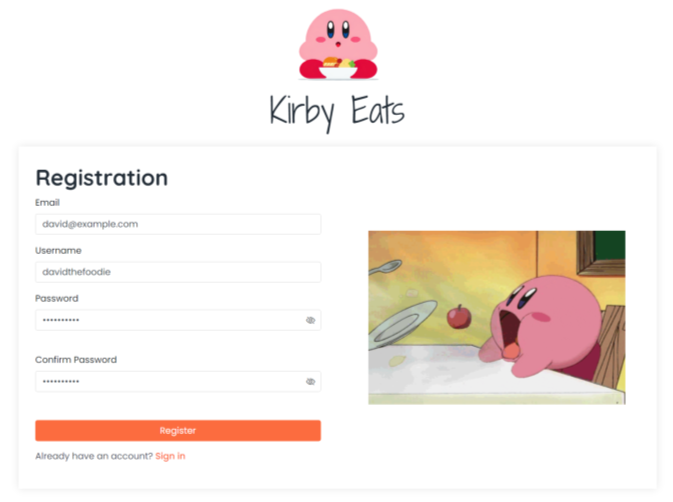 Kirby Eats
Registration
Email
david@example.com
Username
davidthefoodie
Password
••••••••••
Confirm Password
••••••••••
Register
Already have an account? Sign in